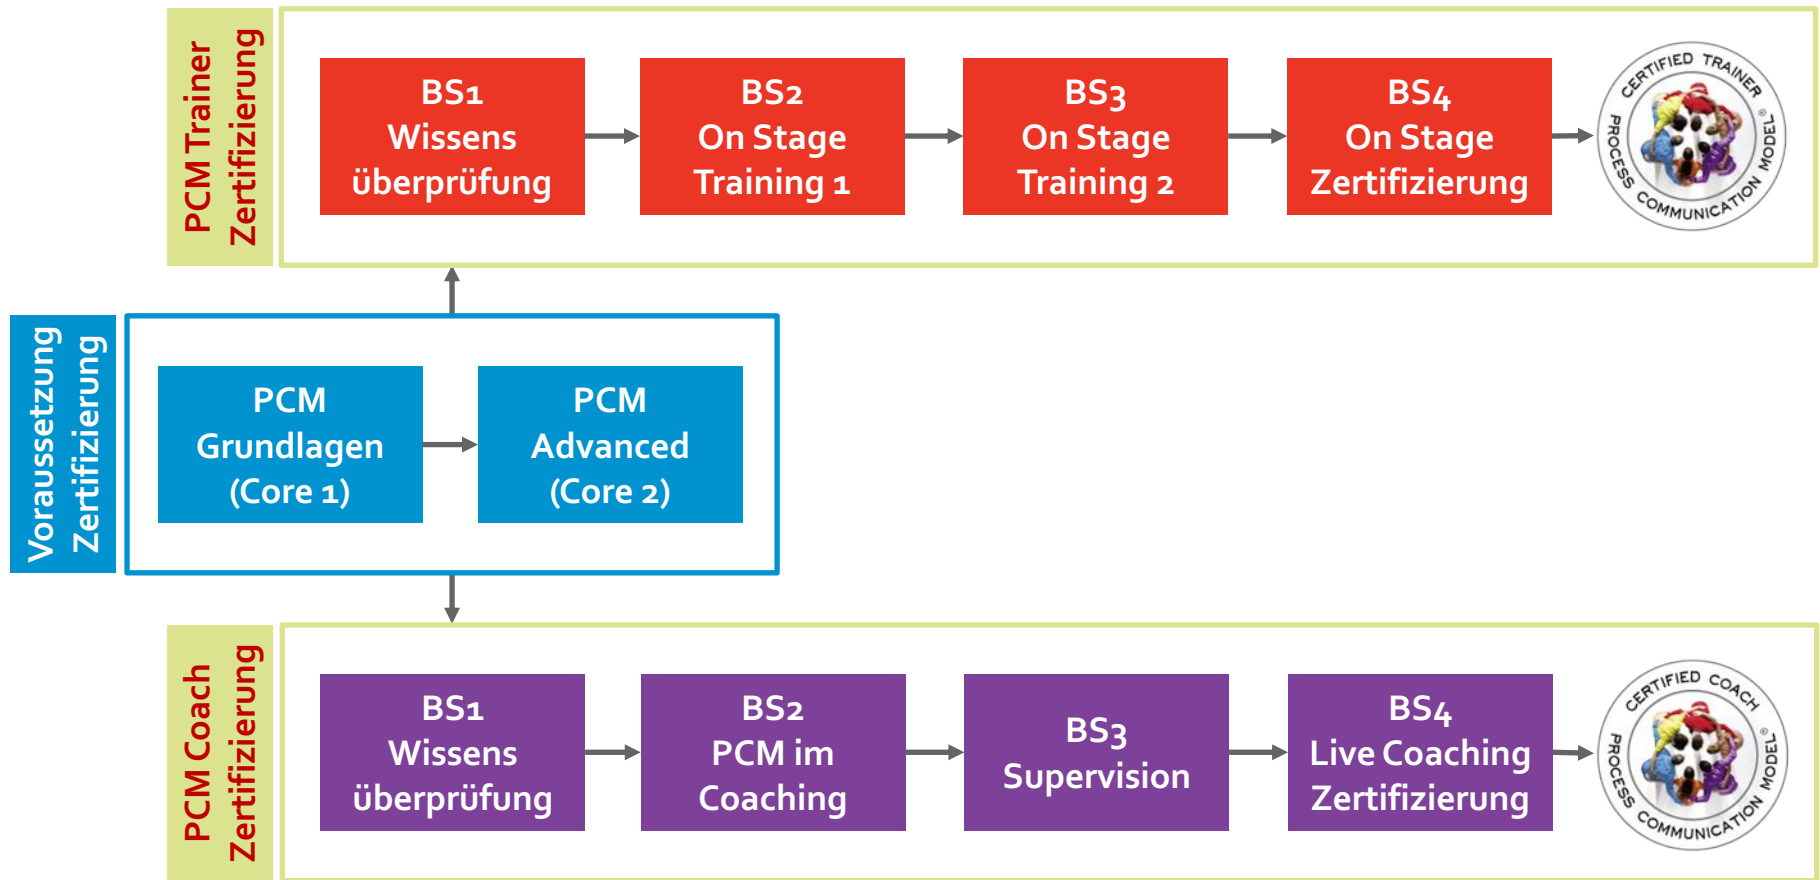 PCM Trainer
Zertifizierung
BS1
Wissens
überprüfung
BS2
On Stage
Training 1
BS3
On Stage
Training 2
BS4
On Stage
Zertifizierung
CERTIFIED TRAINER
PROCESS COMMUNICATION MODEL®
Voraussetzung
Zertifizierung
PCM
Grundlagen
(Core 1)
PCM
Advanced
(Core 2)
PCM Coach
Zertifizierung
BS1
Wissens
überprüfung
BS2
PCM im
Coaching
BS3
Supervision
BS4
Live Coaching
Zertifizierung
CERTIFIED COACH
PROCESS COMMUNICATION MODEL®